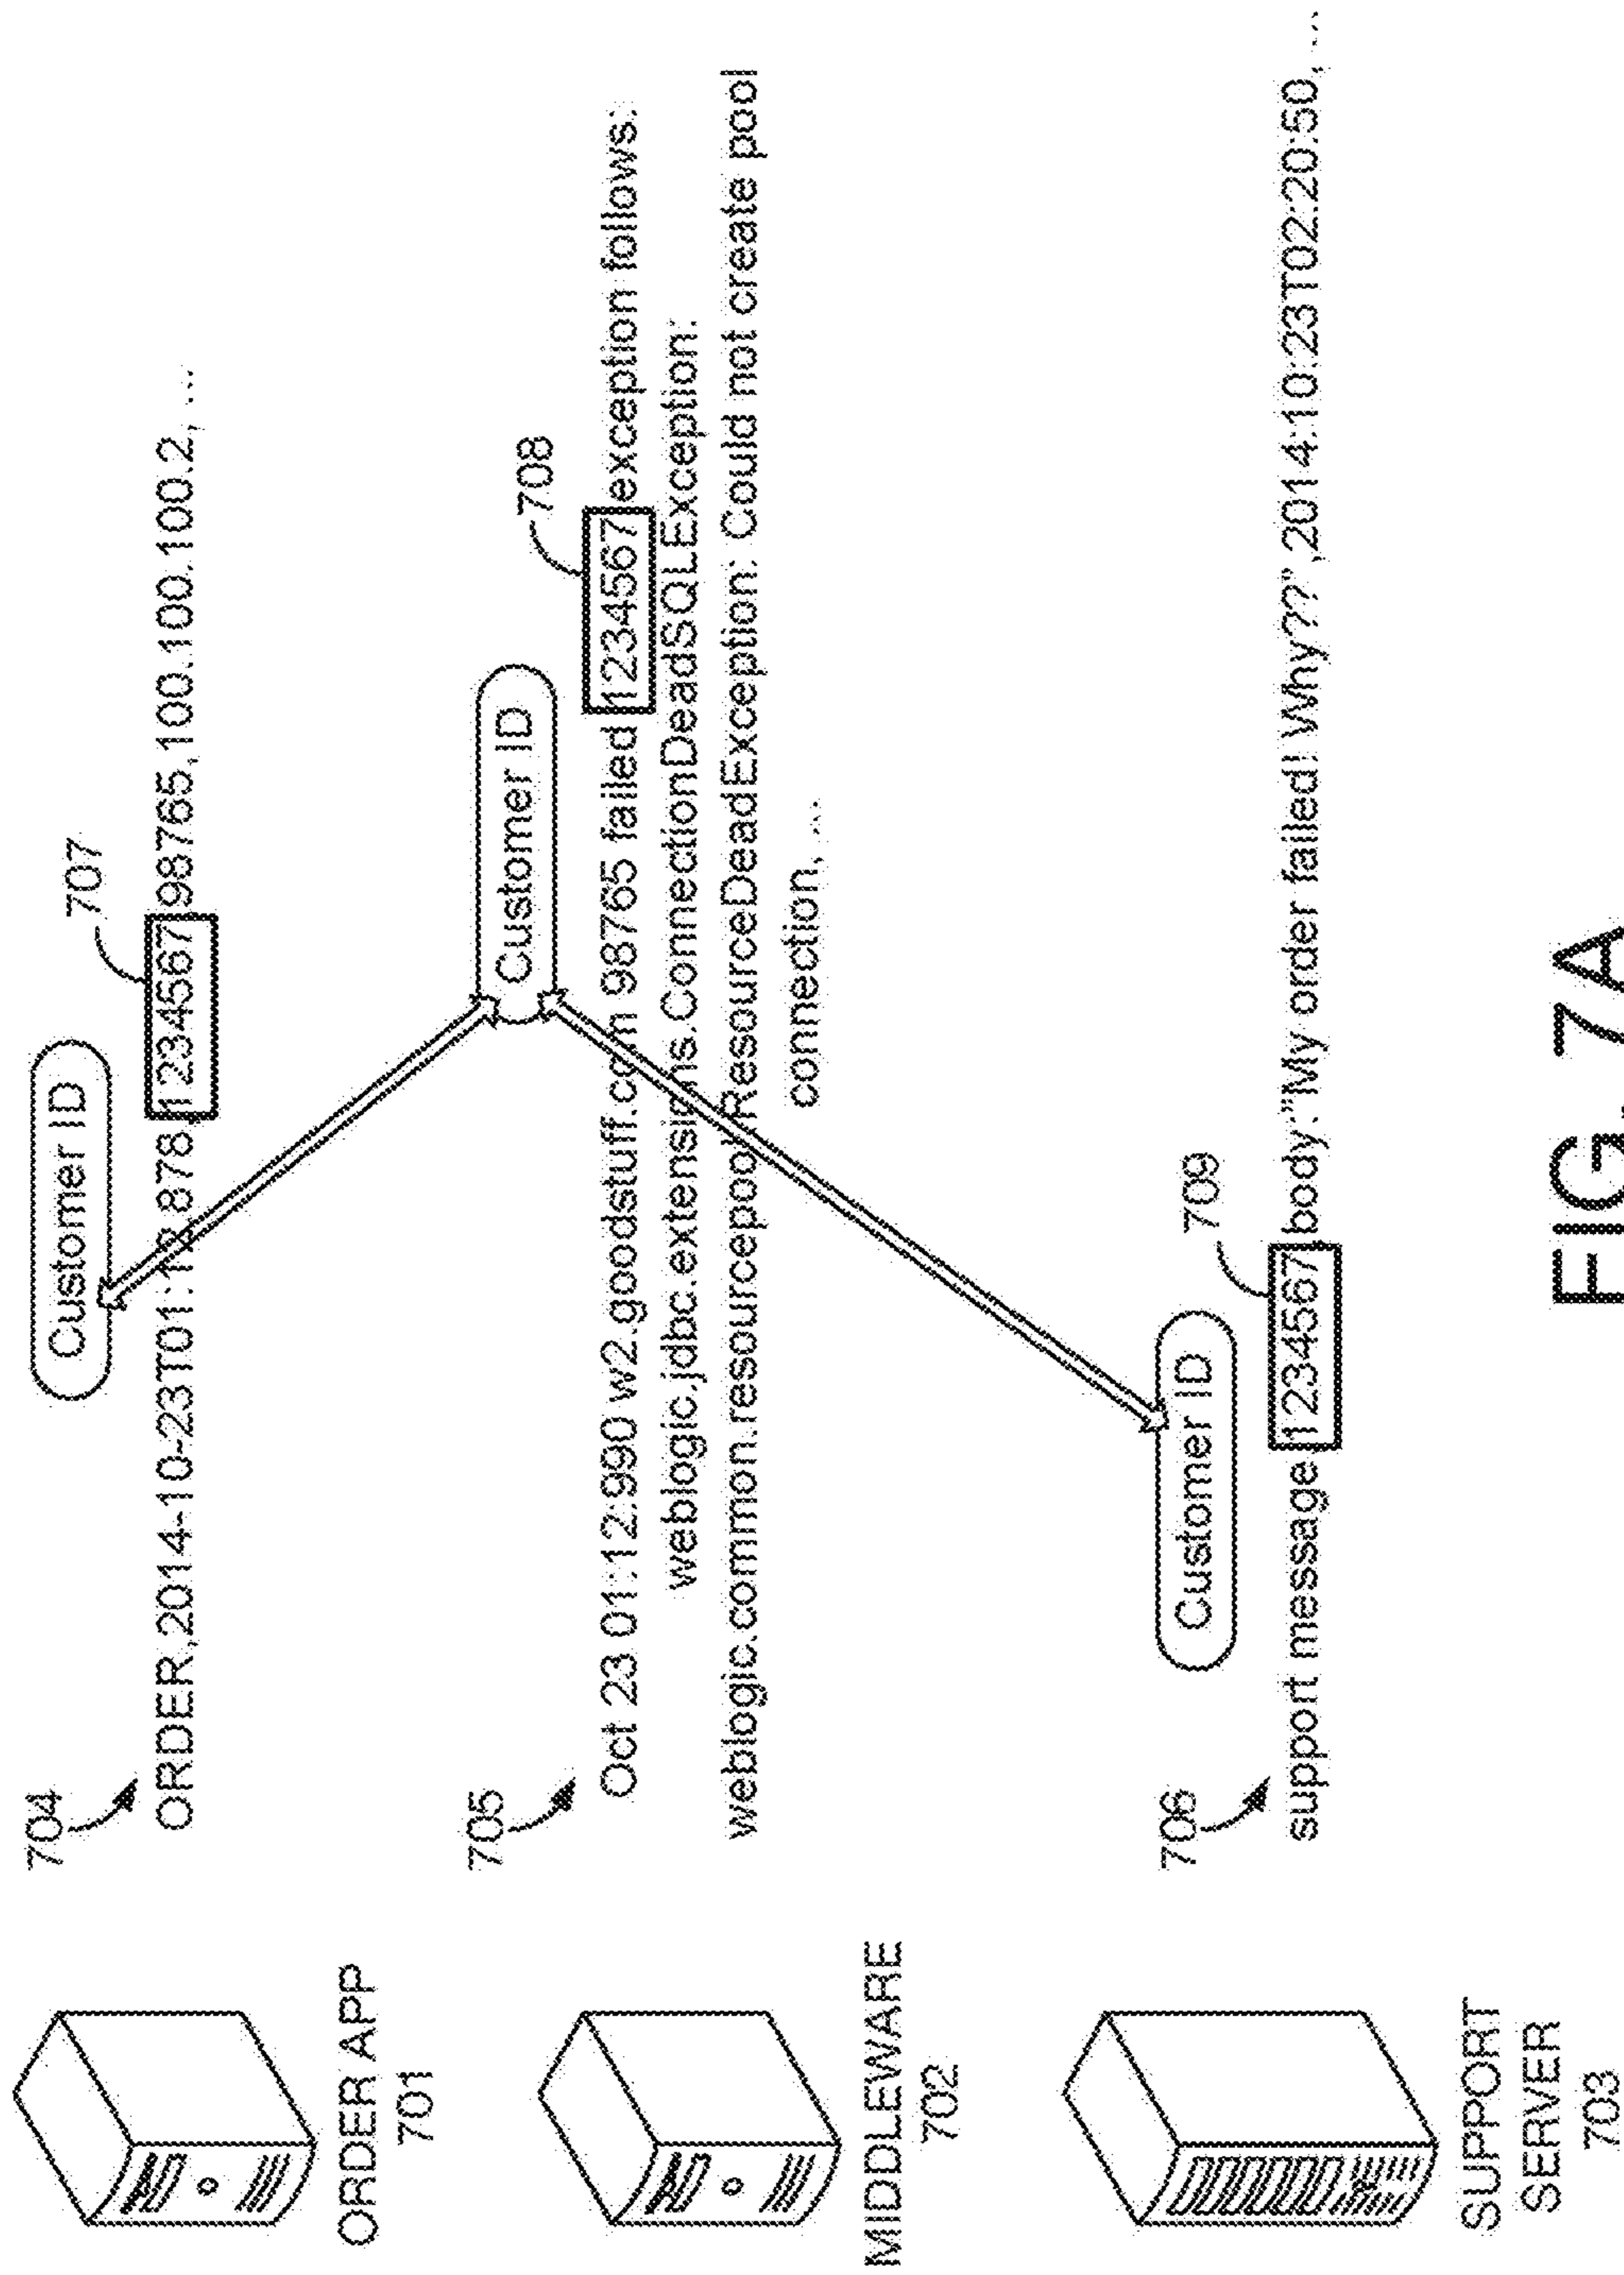 704
Customer ID
707
ORDER,2014-10-23T01:12.878,1234567,98765,100.100.100.2, ...
ORDER APP
701
705
Customer ID
708
Oct 23 01:12:990 w2.goodstuff.com 98765 failed 1234567 exception follows:
weblogic.jdbc.extensions.ConnectionDeadSQLException:
weblogic.common.resourcepool.ResourceDeadException: Could not create pool
connection, ...
MIDDLEWARE
702
706
Customer ID
709
support message 1234567 body:"My order failed! Why??",2014:10:23T02:20:50, ...
SUPPORT
SERVER
703
FIG. 7A